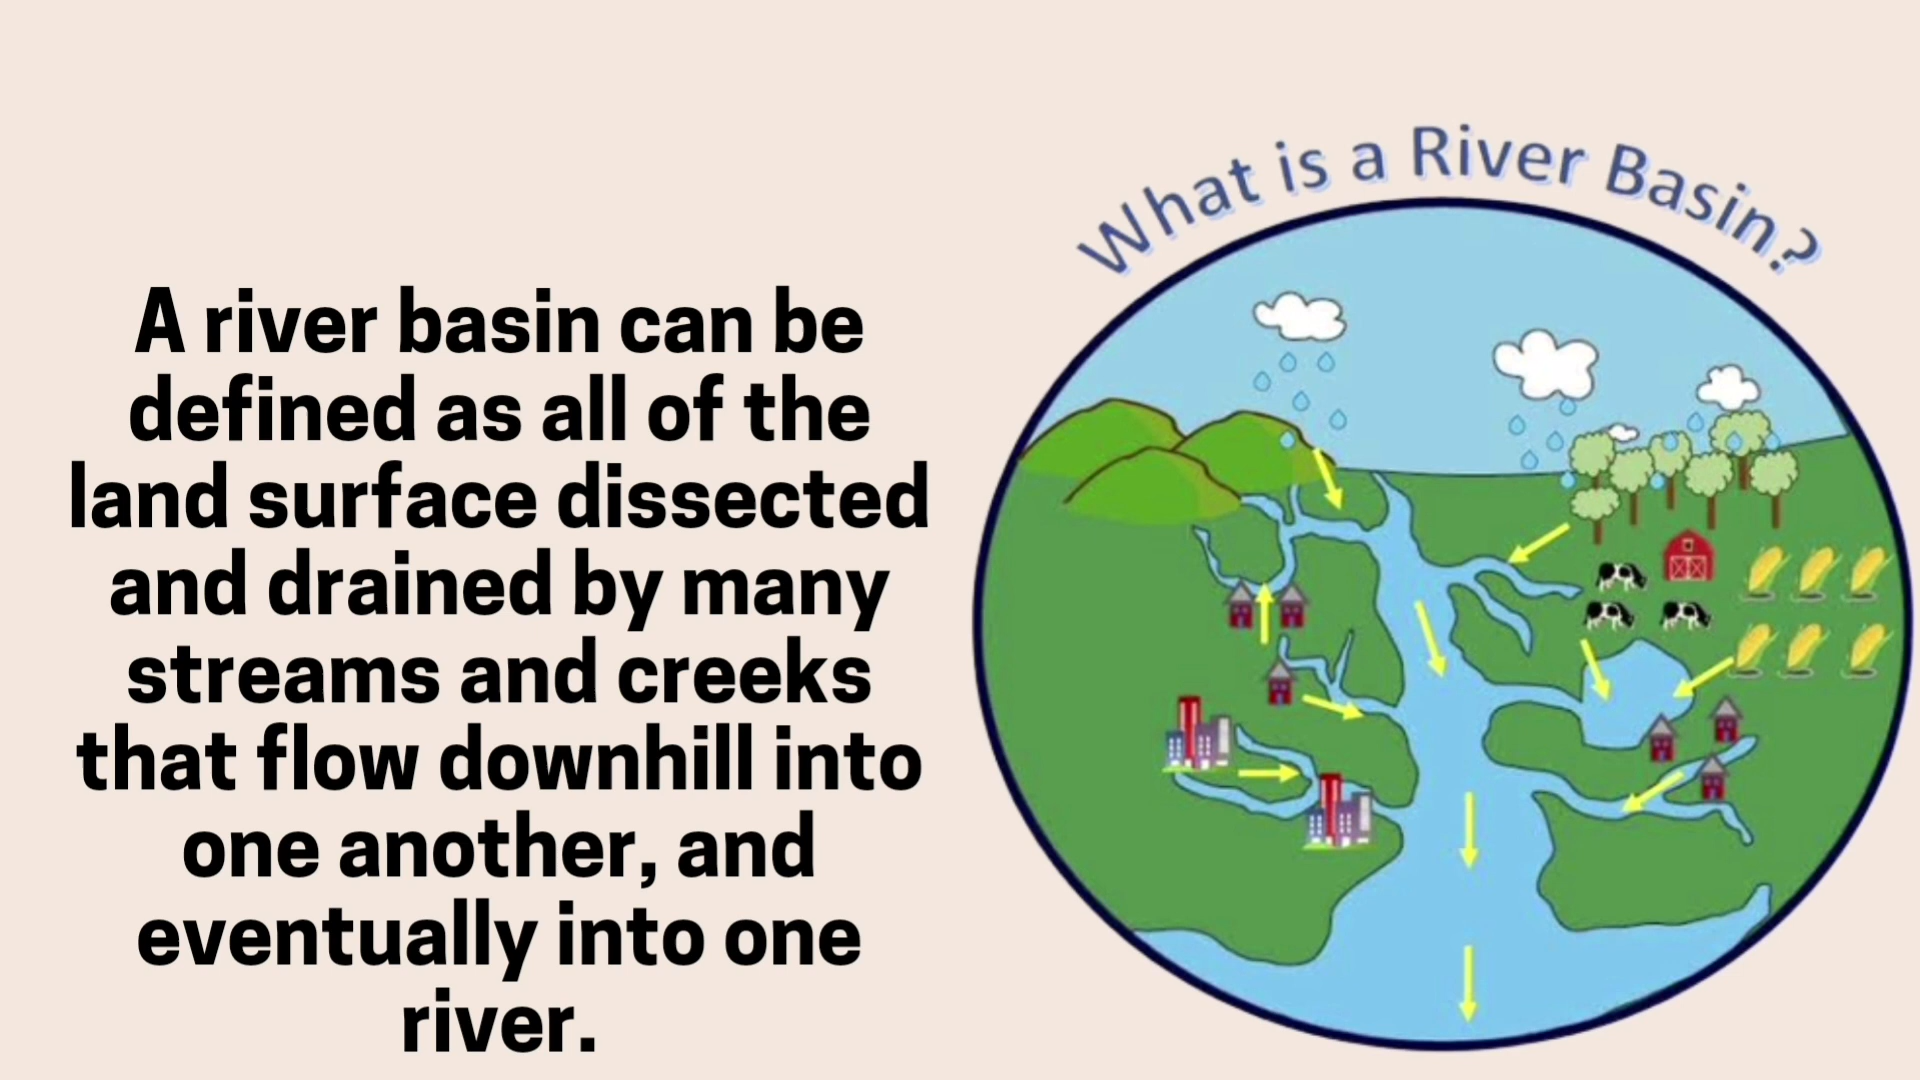 What is a River Basin?
A river basin can be
defined as all of the
land surface dissected
and drained by many
streams and creeks
that flow downhill into
one another, and
eventually into one
river.